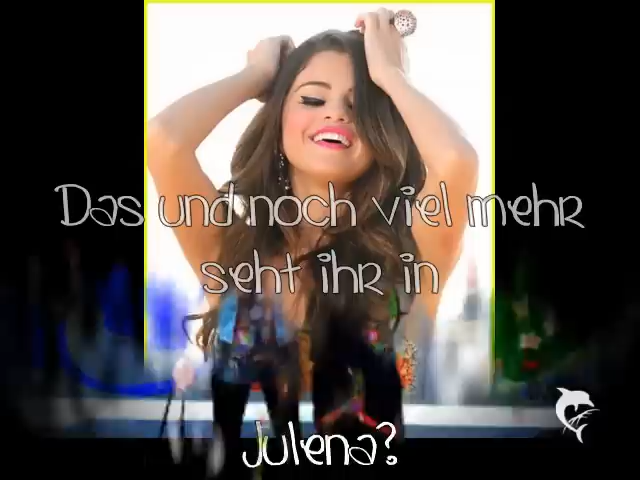 Das und noch viel mehr
seht ihr in
Julena?